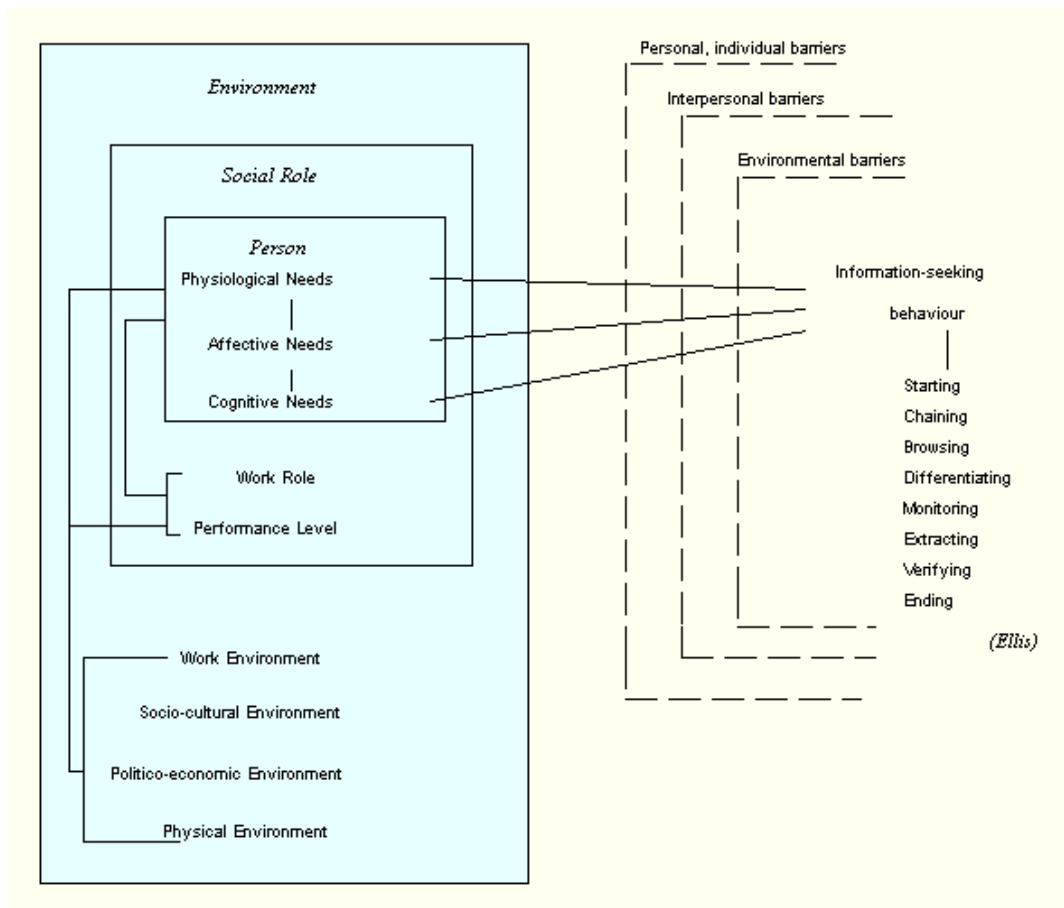 Environment
Social Role
Person
Physiological Needs
Affective Needs
Cognitive Needs
Work Role
Performance Level
Work Environment
Socio-cultural Environment
Politico-economic Environment
Physical Environment
Personal, individual barriers
Interpersonal barriers
Environmental barriers
Information-seeking
behaviour
Starting
Chaining
Browsing
Differentiating
Monitoring
Extracting
Verifying
Ending
(Ellis)